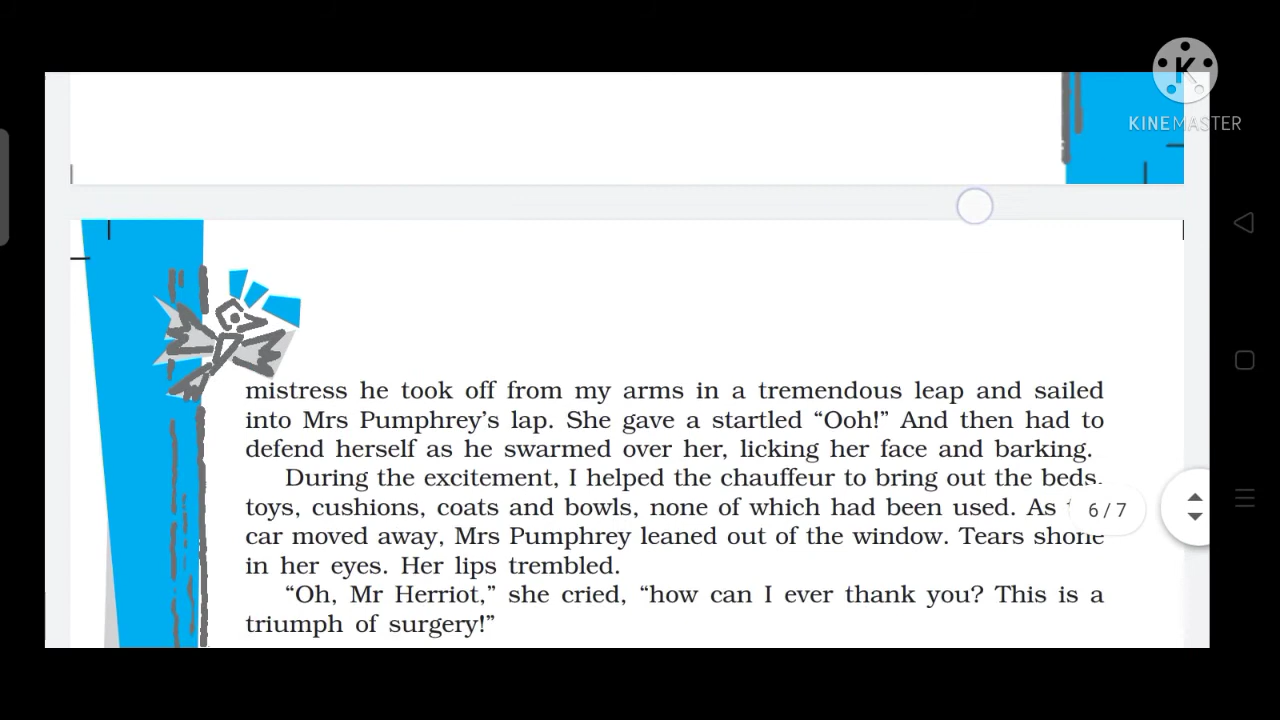 KINEMASTER
mistress he took off from my arms in a tremendous leap and sailed
into Mrs Pumphrey’s lap. She gave a startled “Ooh!” And then had to
defend herself as he swarmed over her, licking her face and barking.
During the excitement, I helped the chauffeur to bring out the beds,
toys, cushions, coats and bowls, none of which had been used. As
6/7
car moved away, Mrs Pumphrey leaned out of the window. Tears shone
in her eyes. Her lips trembled.
“Oh, Mr Herriot,” she cried, “how can I ever thank you? This is a
triumph of surgery!”